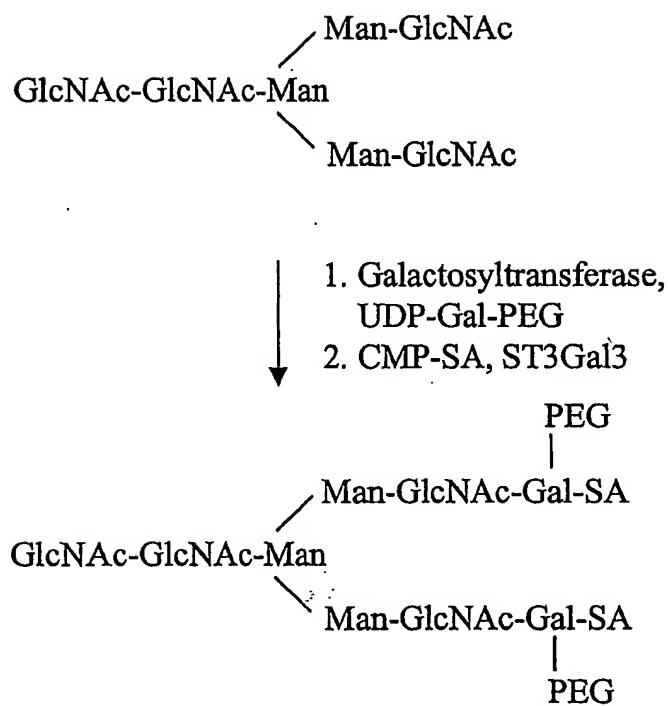 Man-GlcNAc
GlcNAc-GlcNAc-Man
Man-GlcNAc
1. Galactosyltransferase,
UDP-Gal-PEG
2. CMP-SA, ST3Gal3
PEG
Man-GlcNAc-Gal-SA
GlcNAc-GlcNAc-Man
Man-GlcNAc-Gal-SA
PEG